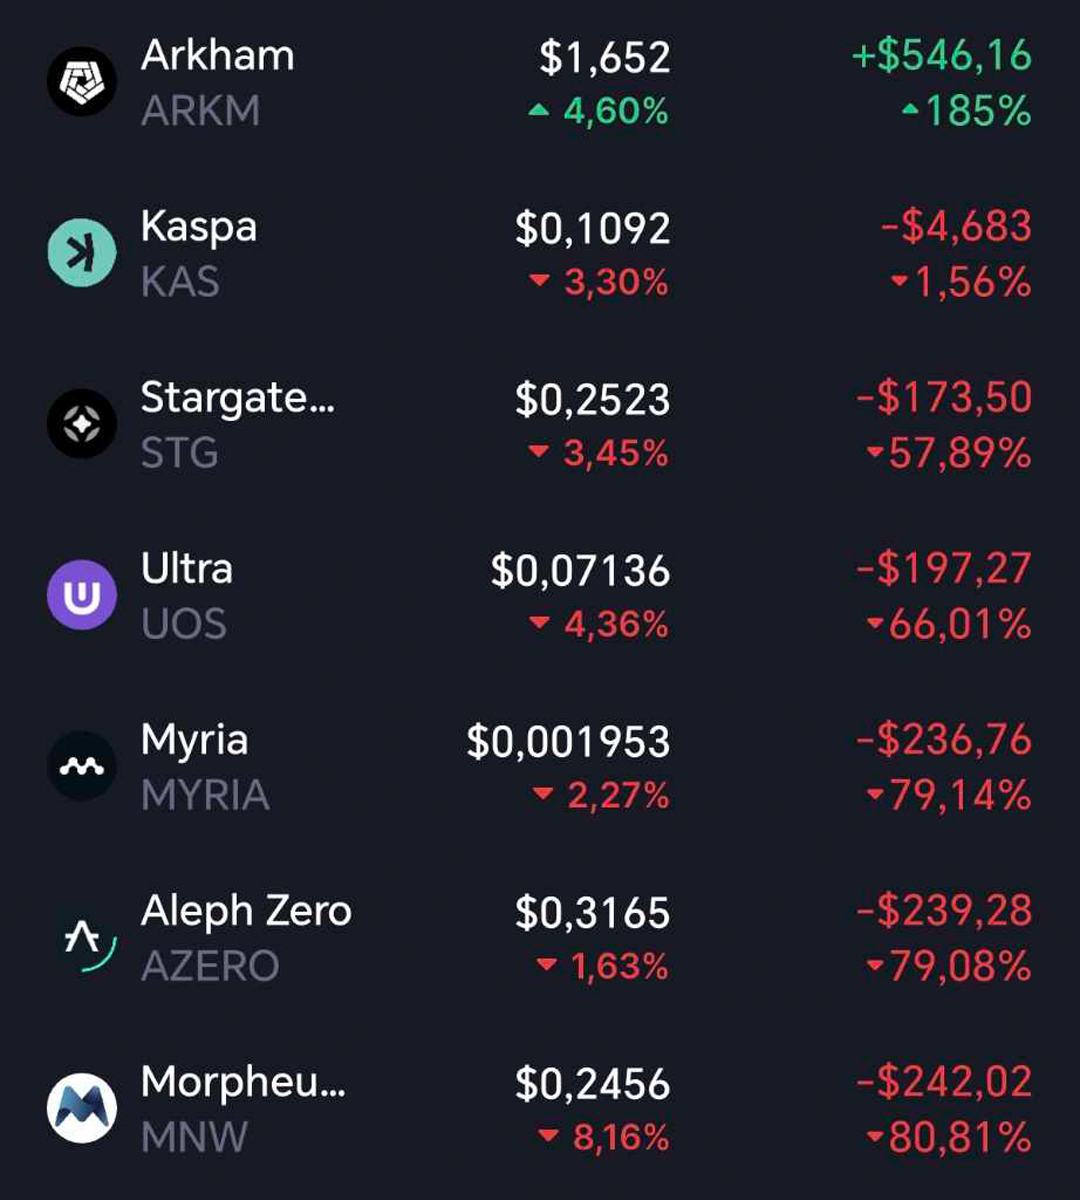 Arkham $1,652 +$546,16
ARKM ▲ 4,60% ▲185%
Kaspa $0,1092 -$4,683
KAS ▼ 3,30% ▼1,56%
Stargate... $0,2523 -$173,50
STG ▼ 3,45% ▼57,89%
Ultra $0,07136 -$197,27
UOS ▼ 4,36% ▼66,01%
Myria $0,001953 -$236,76
MYRIA ▼ 2,27% ▼79,14%
Aleph Zero $0,3165 -$239,28
AZERO ▼ 1,63% ▼79,08%
Morpheu... $0,2456 -$242,02
MNW ▼ 8,16% ▼80,81%